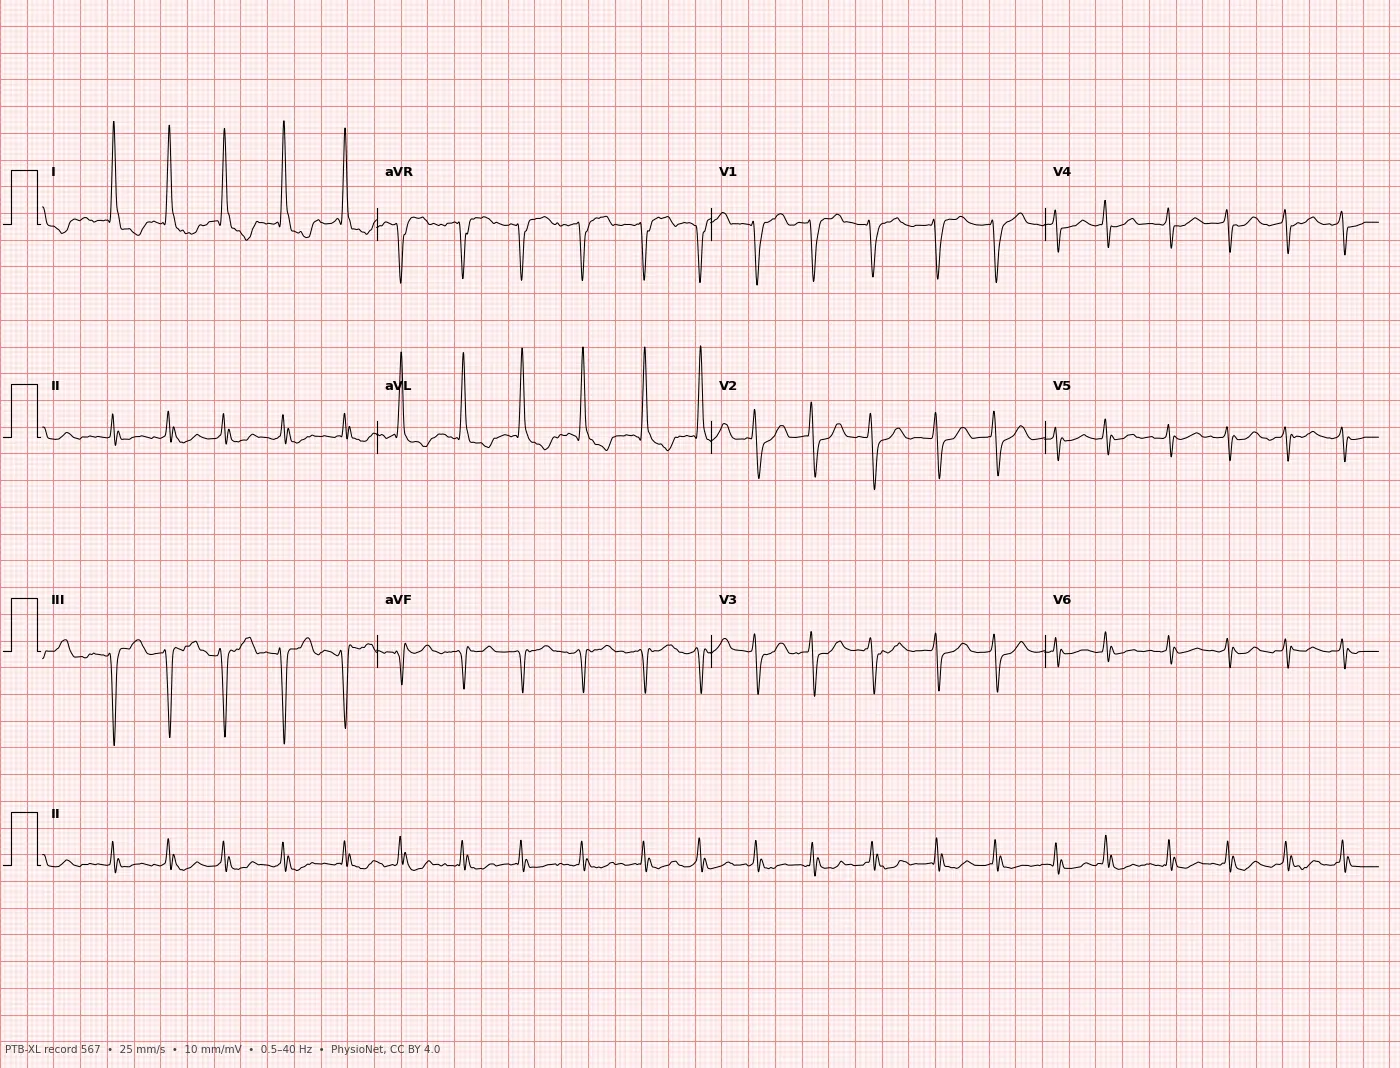 I aVR V1 V4
II aVL V2 V5
III aVF V3 V6
II
PTB-XL record 567 • 25 mm/s • 10 mm/mV • 0.5–40 Hz • PhysioNet, CC BY 4.0